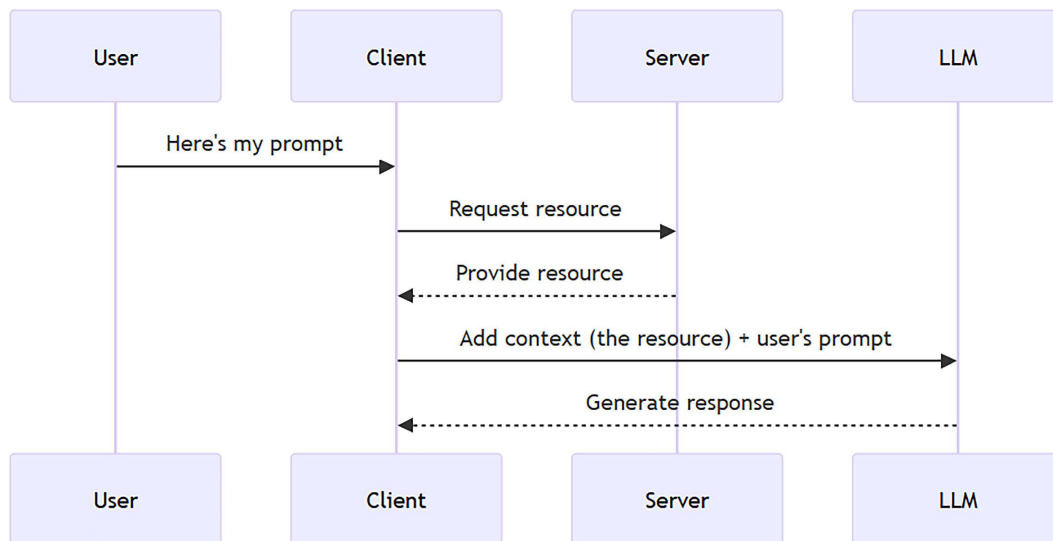 User
Client
Server
LLM
Here's my prompt
Request resource
Provide resource
Add context (the resource) + user's prompt
Generate response
User
Client
Server
LLM